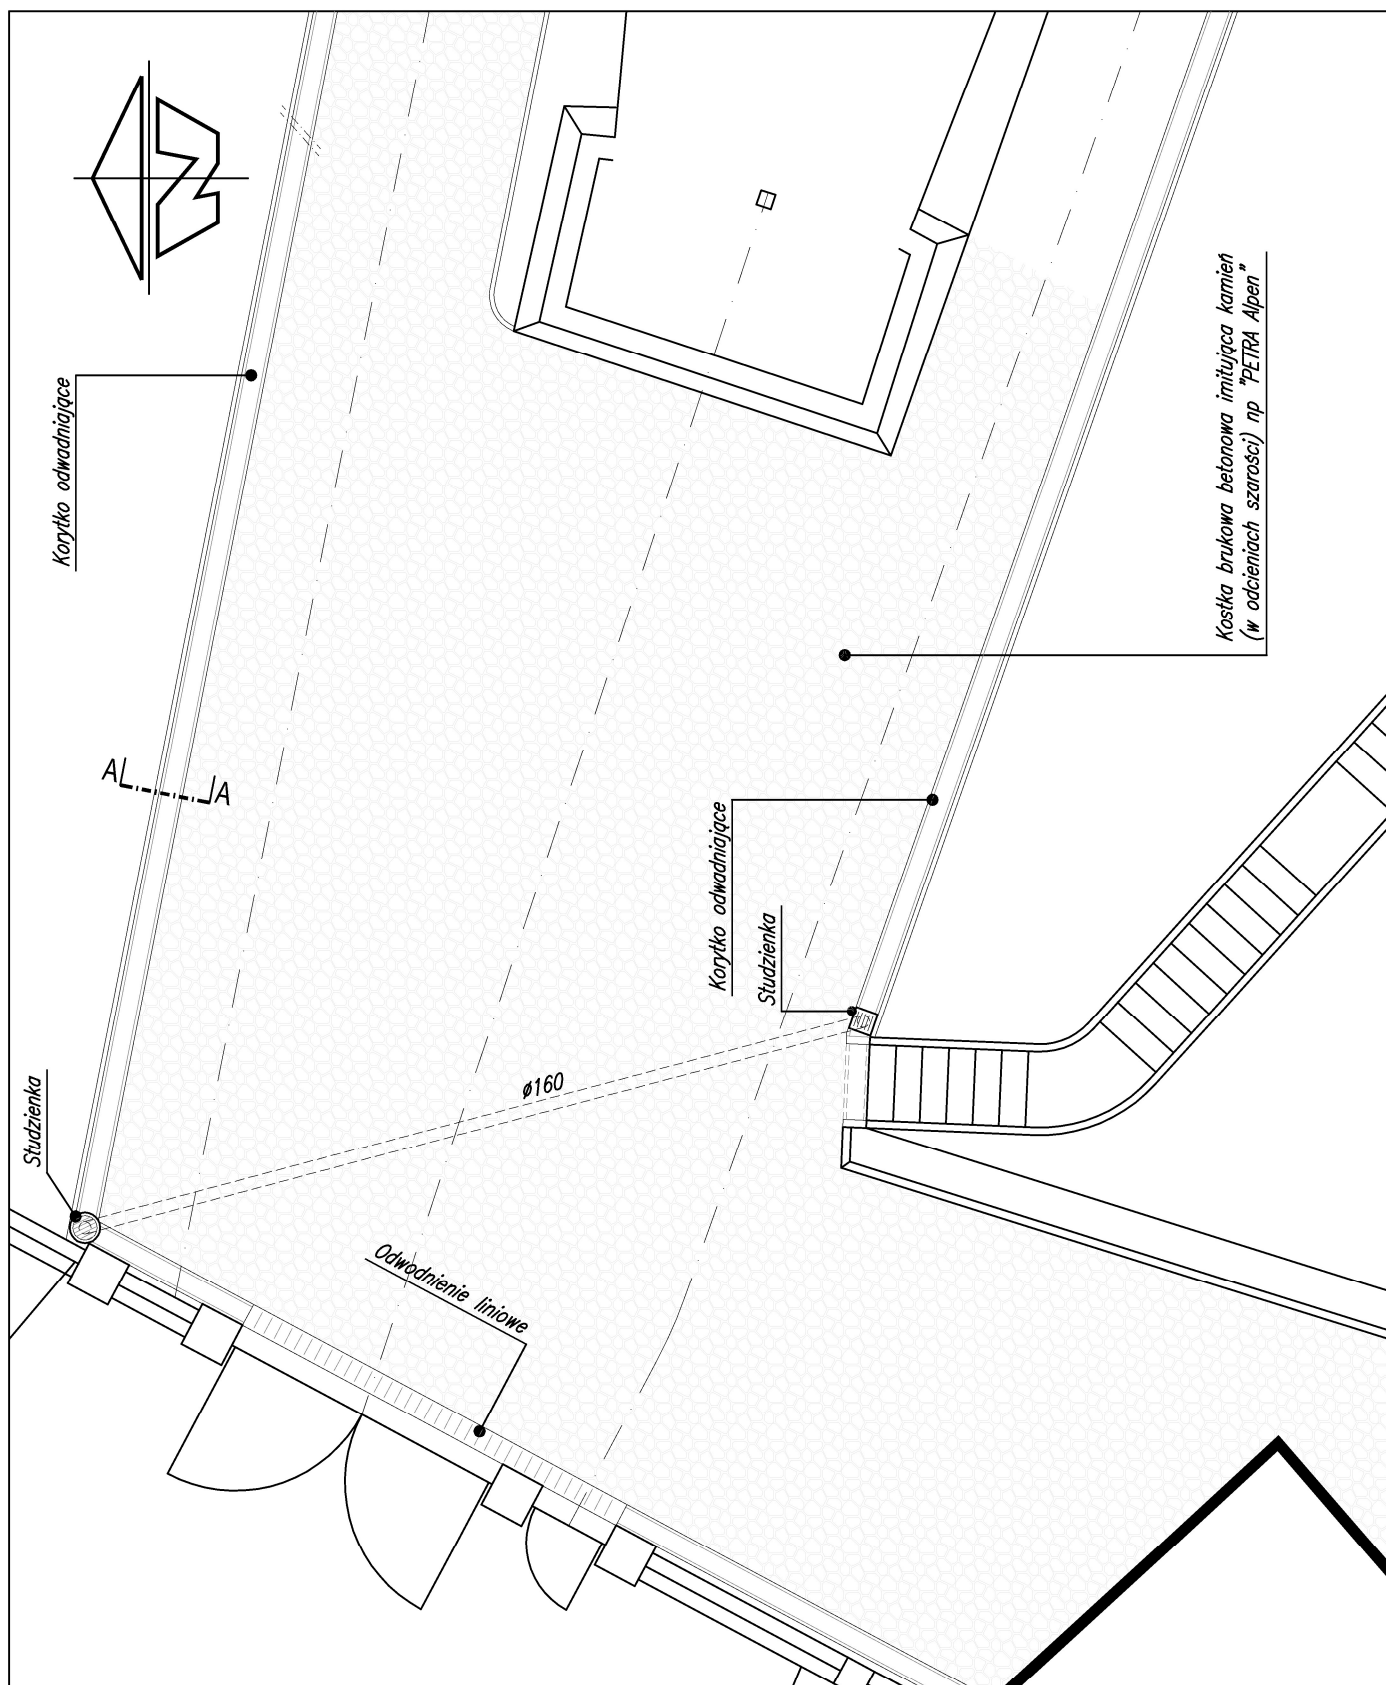 Korytko odwadniające
Kostka brukowa betonowa imitująca kamień
(w odcieniach szarości) np "PETRA Alpen"
A
A
Korytko odwadniające
Studzienka
Studzienka
ø160
Odwodnienie liniowe
N